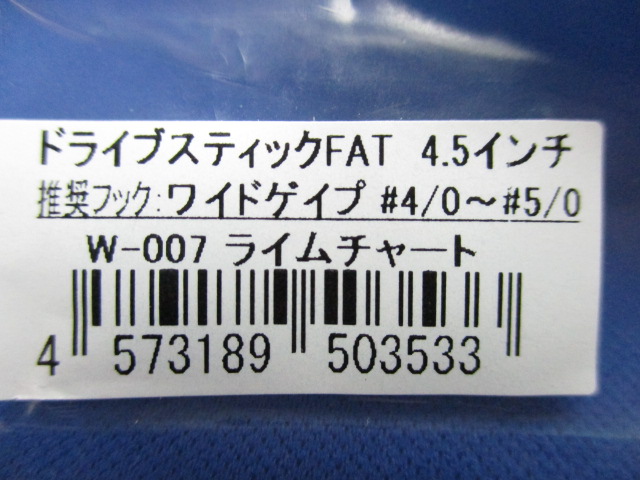 ドライブスティックFAT 4.5インチ
推奨フック:ワイドゲイプ #4/0～#5/0
W-007 ライムチャート
4 573189 503533